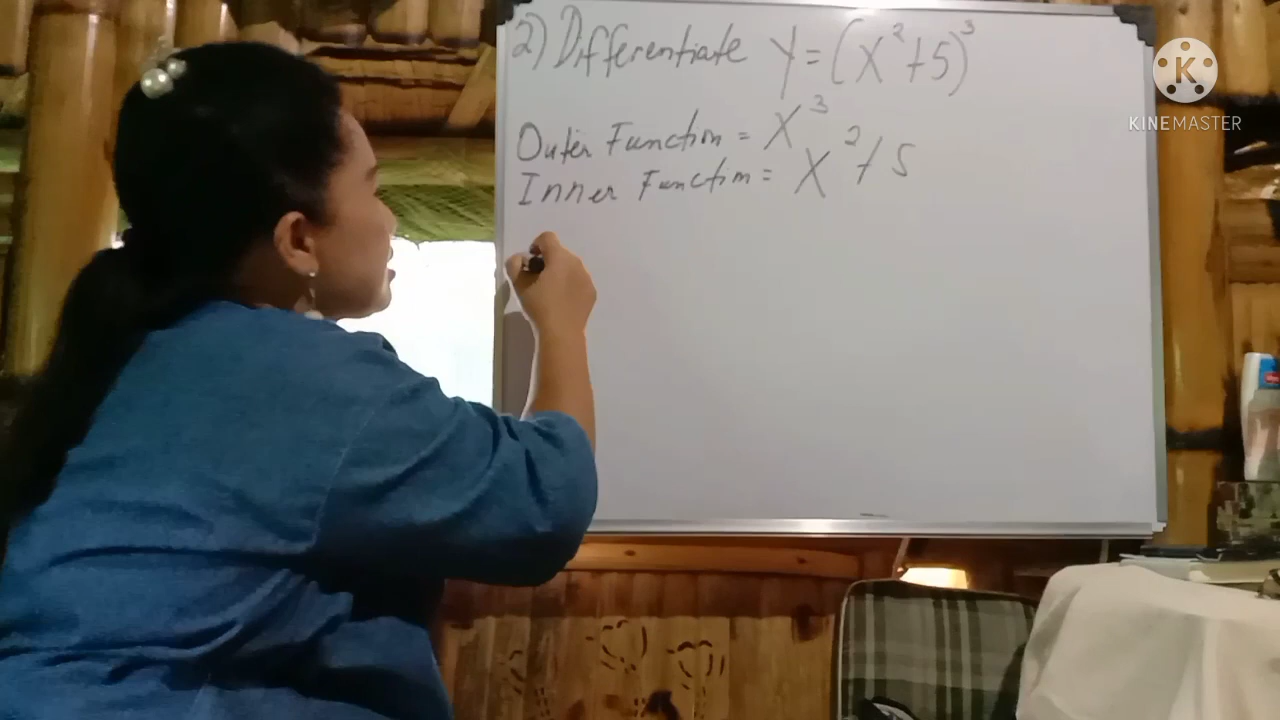 2) Differentiate y = (x² + 5)³
Outer Function = x³
Inner Function = x² + 5
K
KINEMASTER